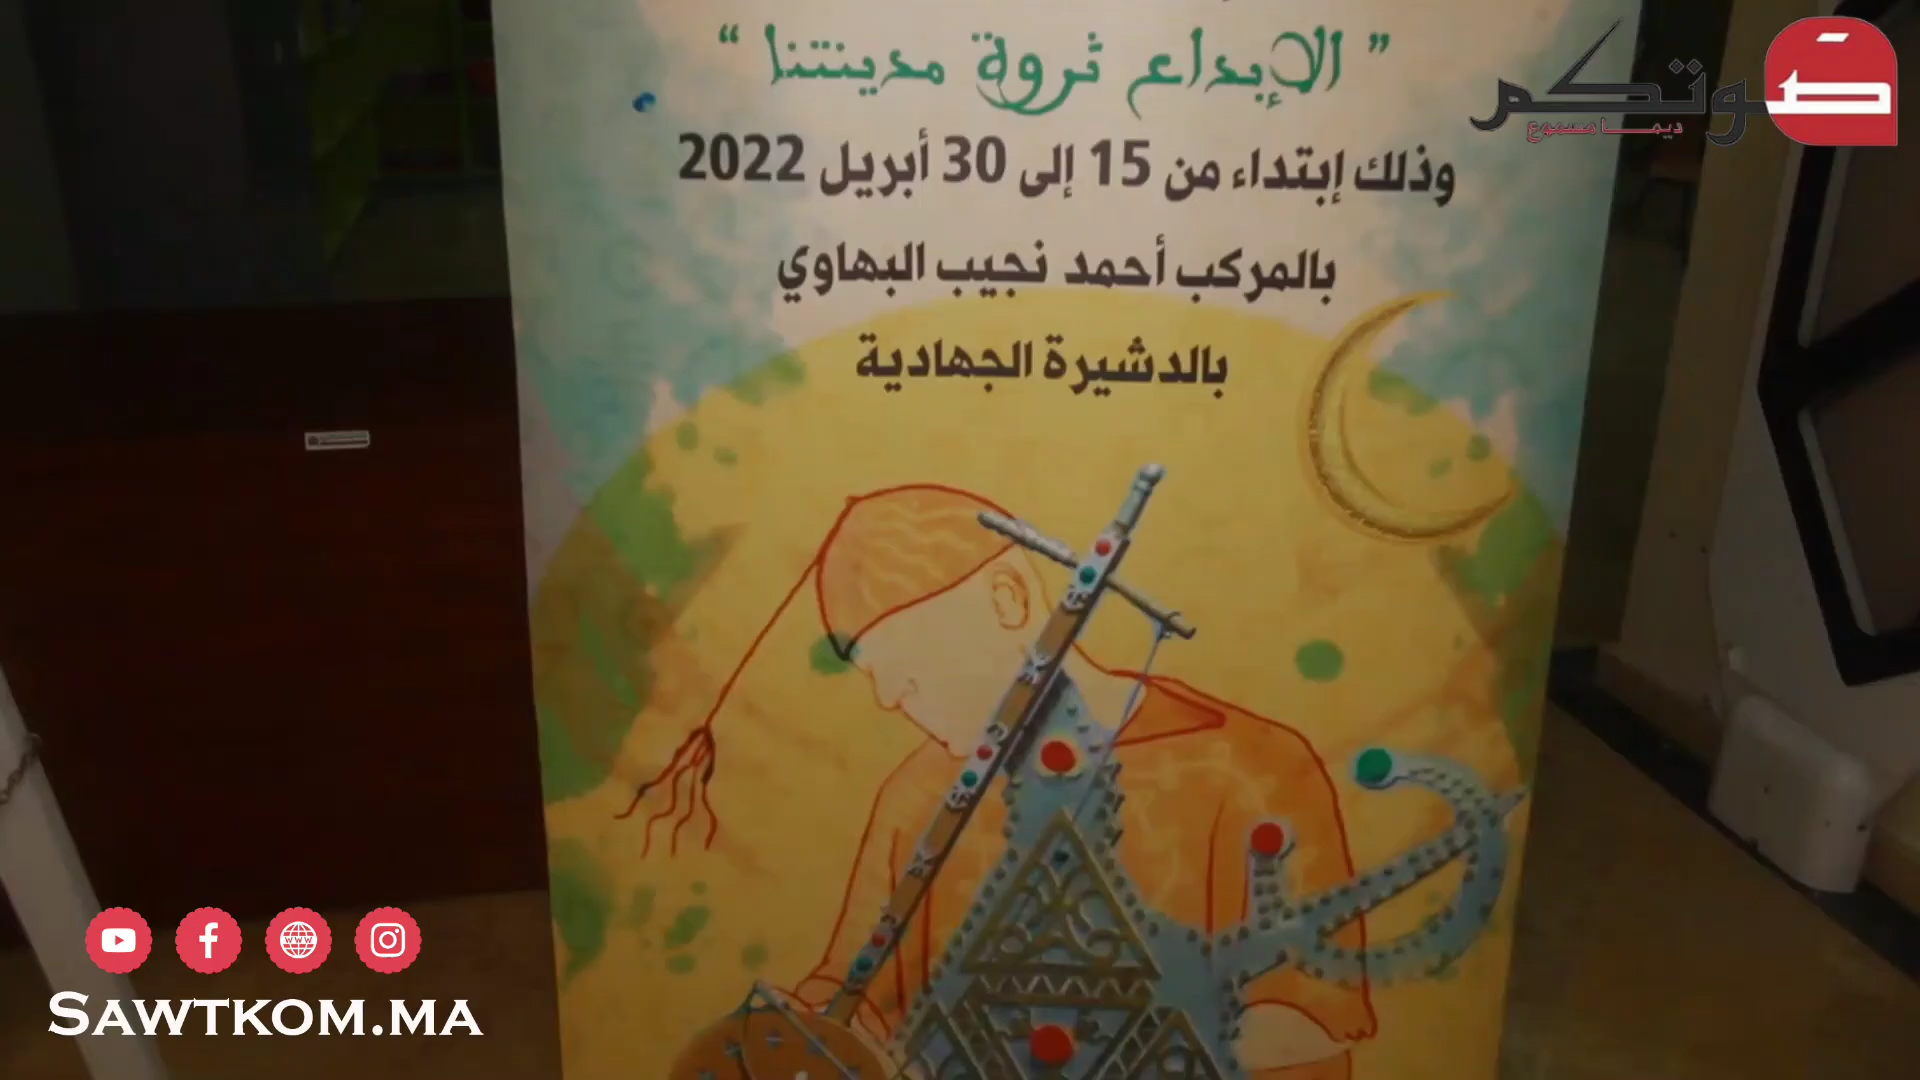 " الإبداع ثروة مدينتنا "
وذلك إبتداء من 15 إلى 30 أبريل 2022
بالمركب أحمد نجيب البهاوي
بالدشيرة الجهادية
صوتكم
ديما مسموع
WWW
SAWTKOM.MA